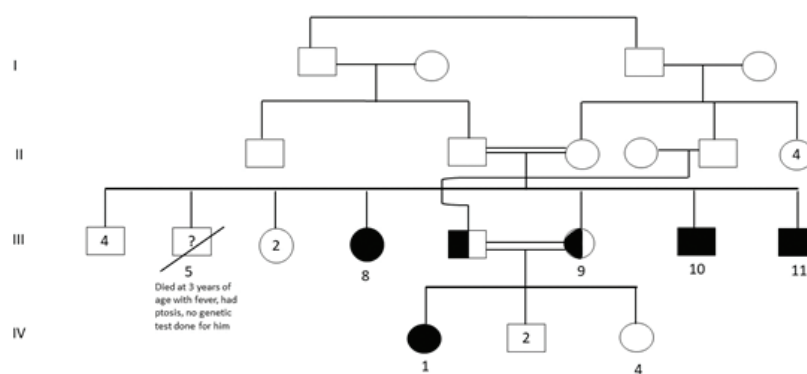 I
II
4
III
4
?
2
5
8
9
10
11
Died at 3 years of
age with fever, had
ptosis, no genetic
test done for him
IV
2
1
4